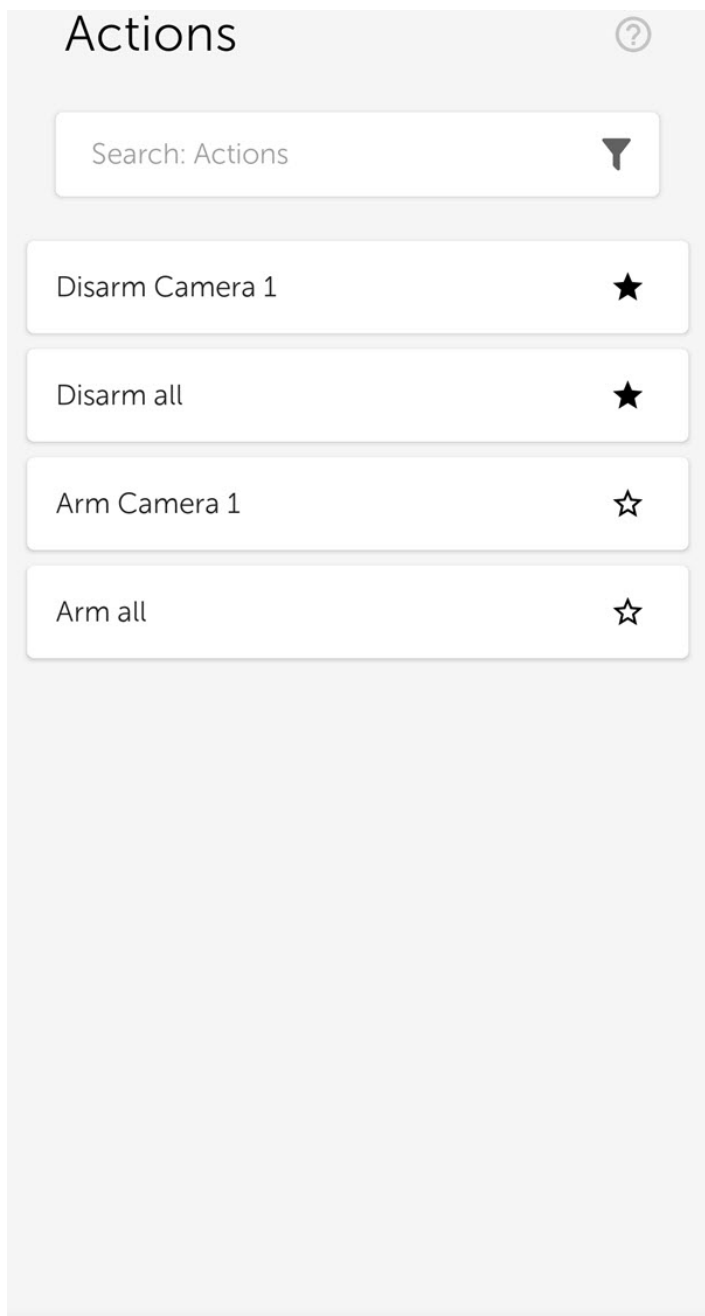 Actions
Search: Actions
Disarm Camera 1
Disarm all
Arm Camera 1
Arm all